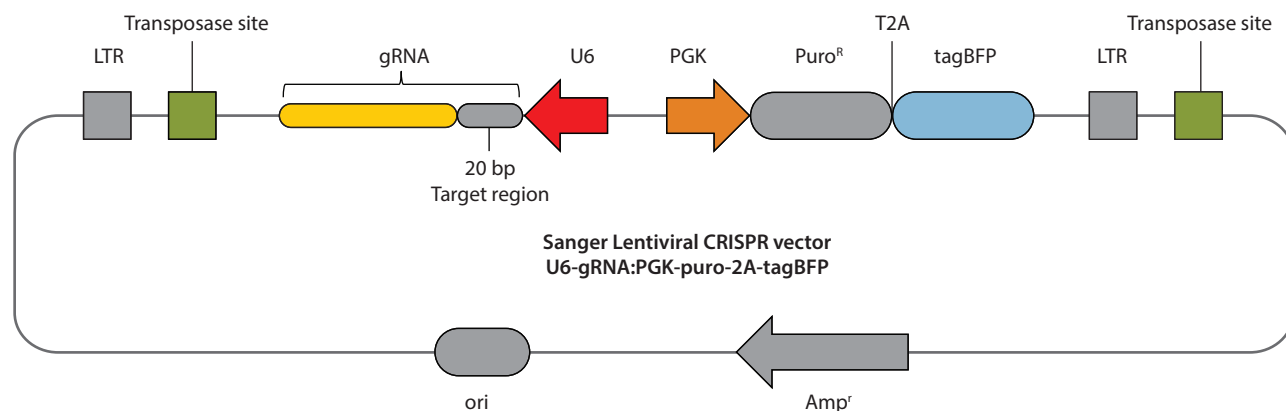 Transposase site
T2A
Transposase site
LTR
gRNA
U6
PGK
Puroᴿ
tagBFP
LTR
20 bp
Target region
Sanger Lentiviral CRISPR vector
U6-gRNA:PGK-puro-2A-tagBFP
ori
Ampʳ